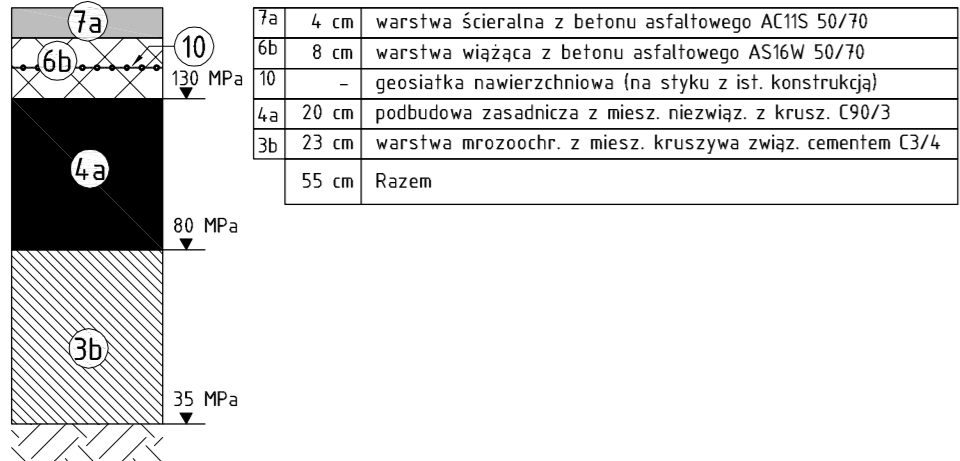 7a
6b
10
130 MPa
4a
80 MPa
3b
35 MPa
7a 4 cm warstwa ścieralna z betonu asfaltowego AC11S 50/70
6b 8 cm warstwa wiążąca z betonu asfaltowego AS16W 50/70
10 - geosiatka nawierzchniowa (na styku z ist. konstrukcją)
4a 20 cm podbudowa zasadnicza z miesz. niezwiąz. z krusz. C90/3
3b 23 cm warstwa mrozoochr. z miesz. kruszywa związ. cementem C3/4
55 cm Razem